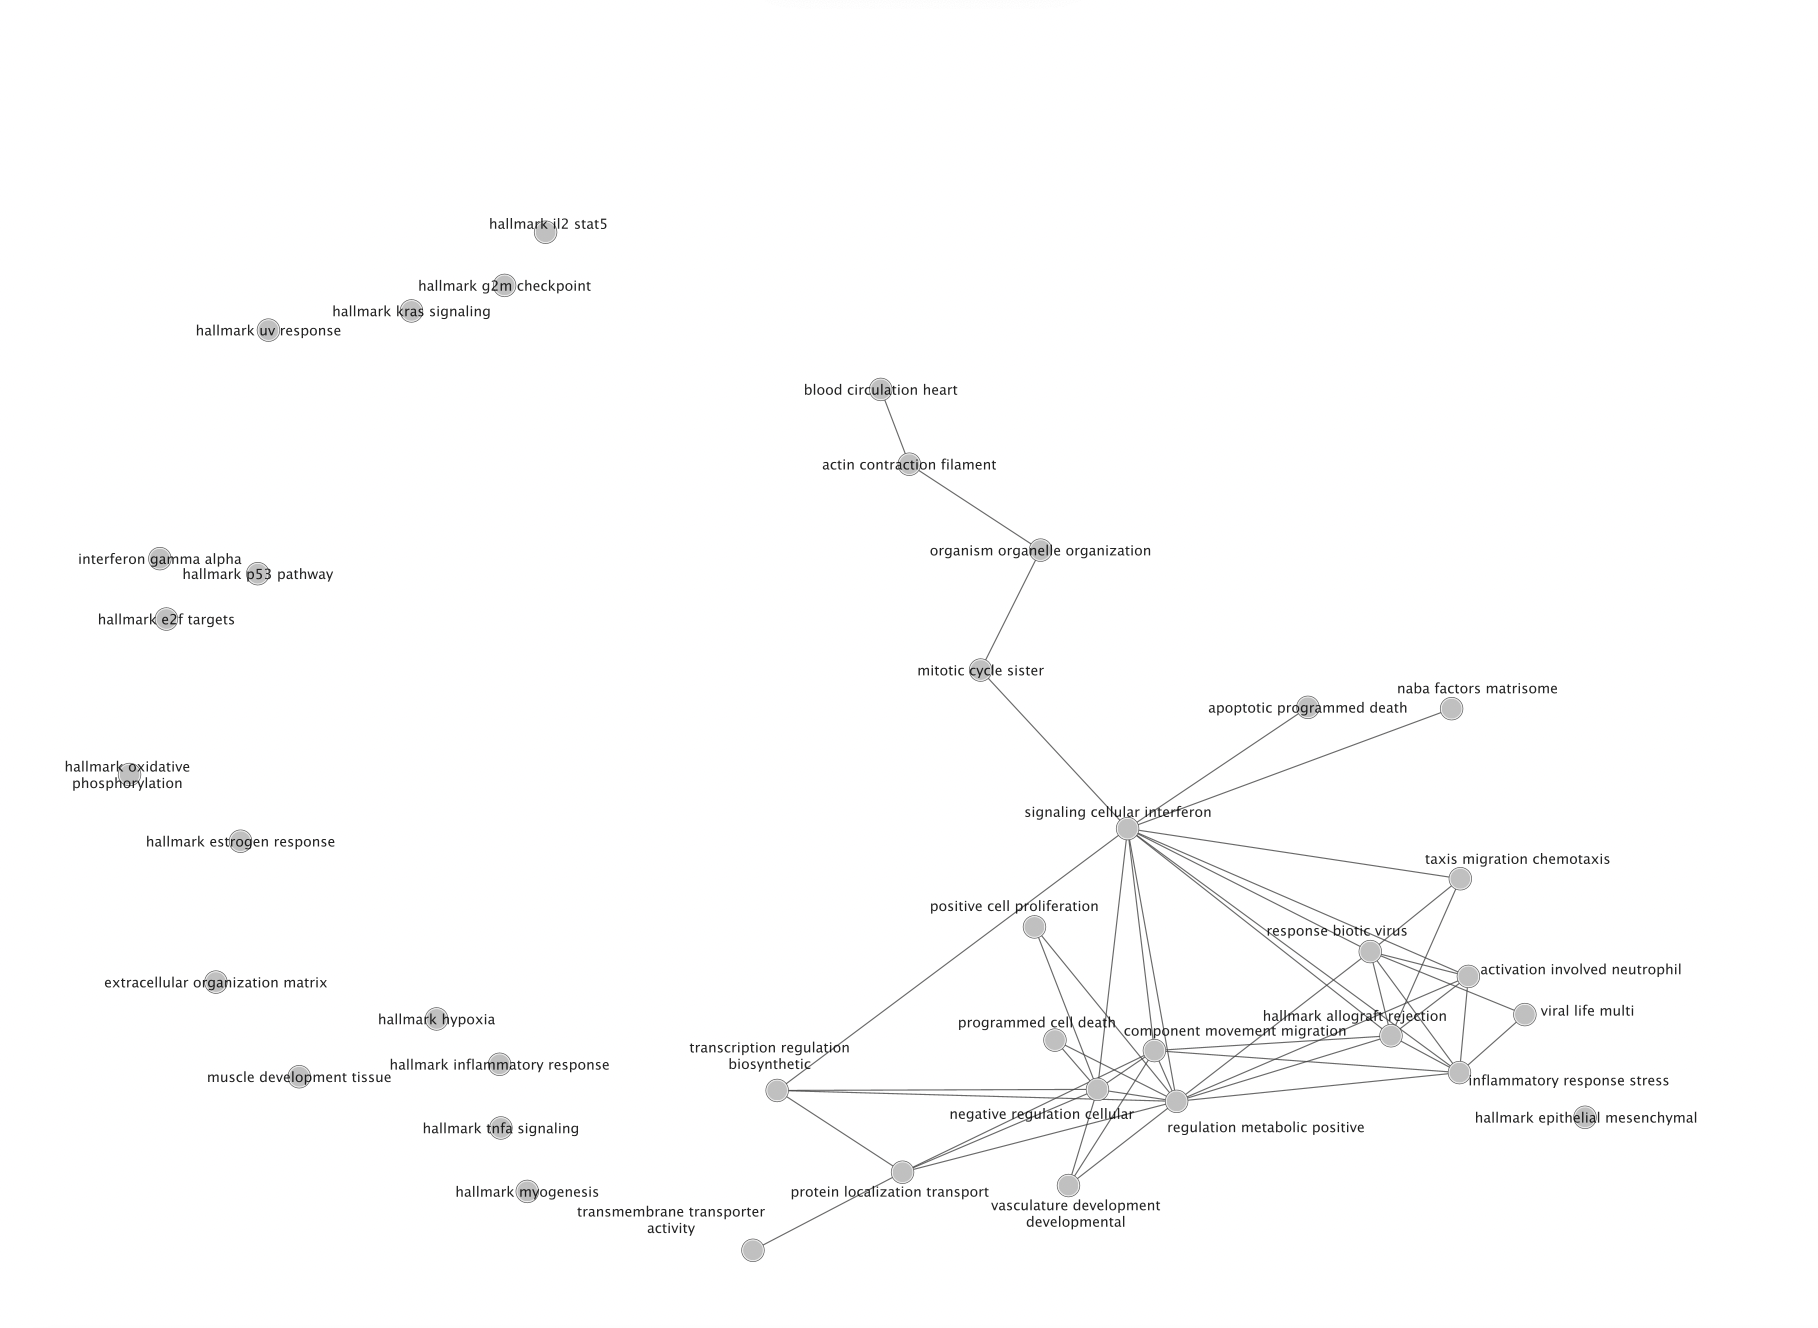 hallmark il2 stat5
hallmark g2m checkpoint
hallmark kras signaling
hallmark uv response
blood circulation heart
actin contraction filament
organism organelle organization
interferon gamma alpha
hallmark p53 pathway
hallmark e2f targets
mitotic cycle sister
naba factors matrisome
apoptotic programmed death
hallmark oxidative
phosphorylation
signaling cellular interferon
hallmark estrogen response
taxis migration chemotaxis
positive cell proliferation
response biotic virus
activation involved neutrophil
extracellular organization matrix
viral life multi
hallmark allograft rejection
hallmark hypoxia
programmed cell death
component movement migration
transcription regulation
biosynthetic
hallmark inflammatory response
muscle development tissue
inflammatory response stress
negative regulation cellular
hallmark epithelial mesenchymal
regulation metabolic positive
hallmark tnfa signaling
hallmark myogenesis
protein localization transport
vasculature development
developmental
transmembrane transporter
activity